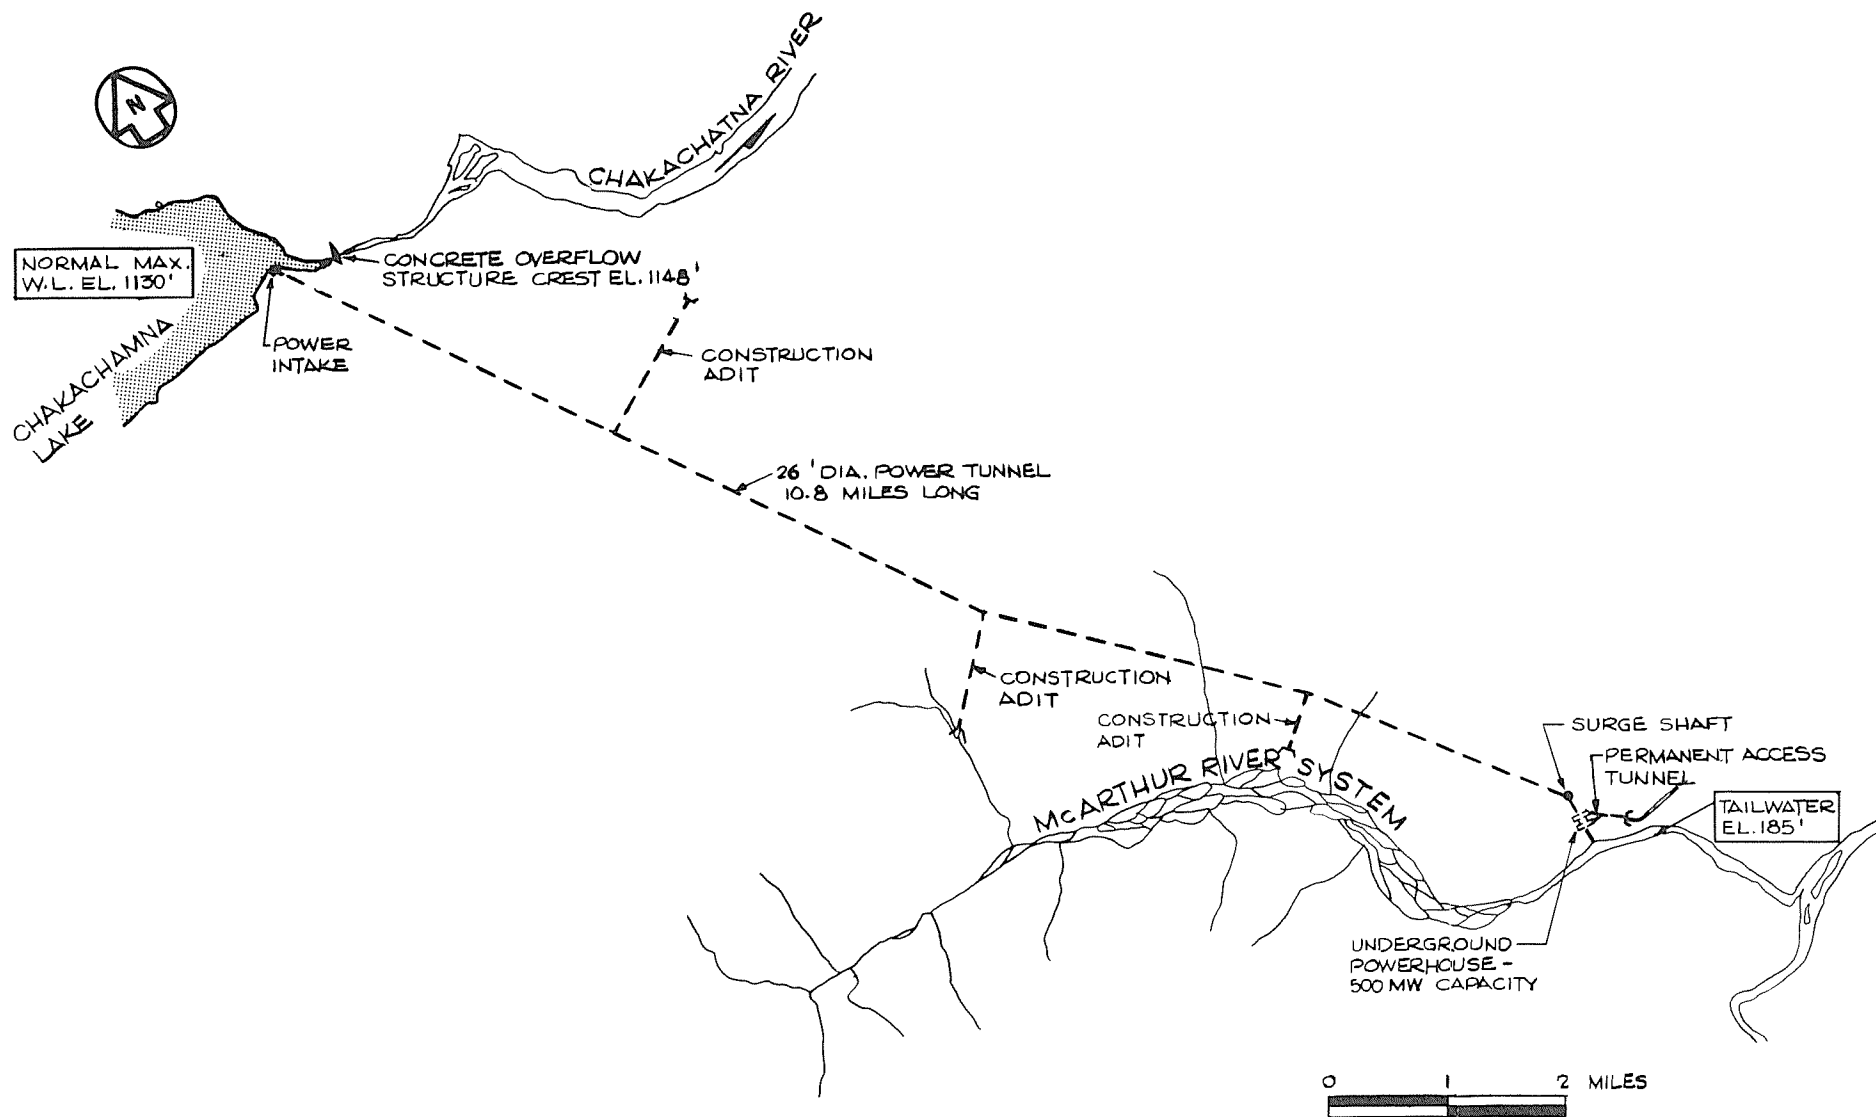 N
CHAKACHATNA RIVER
NORMAL MAX.
W.L. EL. 1130'
CONCRETE OVERFLOW
STRUCTURE CREST EL. 1148'
POWER
INTAKE
CHAKACHAMNA
LAKE
CONSTRUCTION
ADIT
26' DIA. POWER TUNNEL
10.8 MILES LONG
CONSTRUCTION
ADIT
CONSTRUCTION
ADIT
McARTHUR RIVER SYSTEM
SURGE SHAFT
PERMANENT ACCESS
TUNNEL
TAILWATER
EL. 185'
UNDERGROUND
POWERHOUSE -
500 MW CAPACITY
0 1 2 MILES